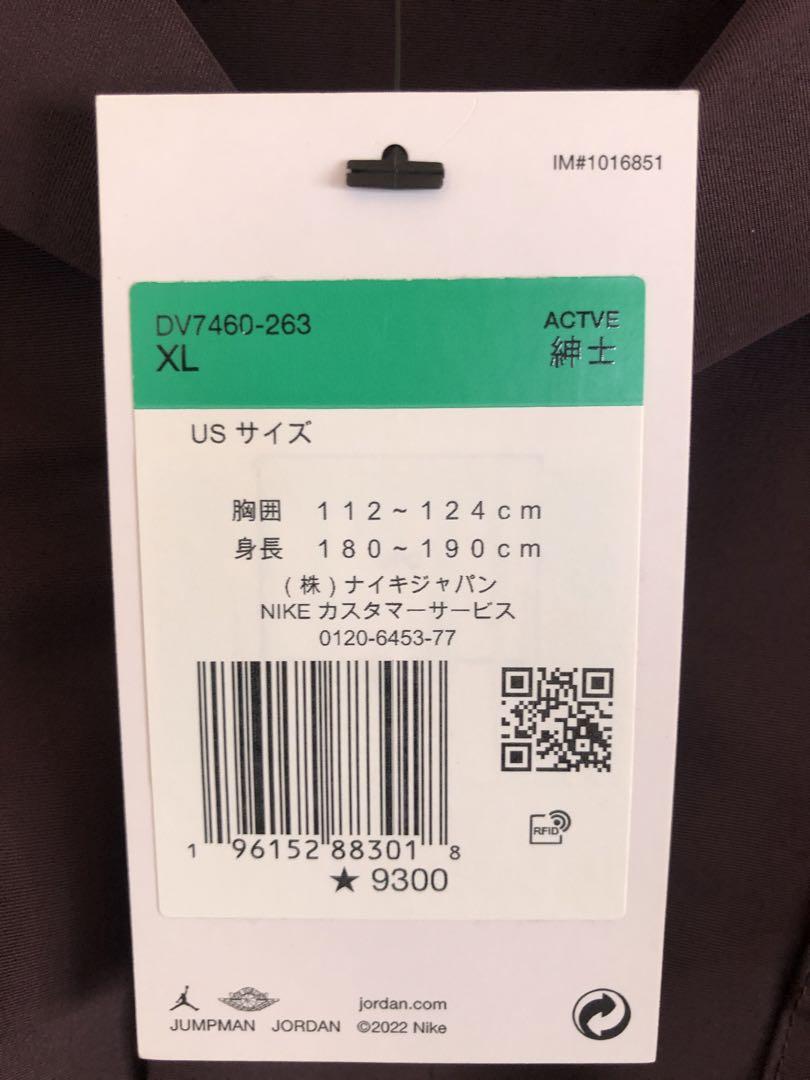 IM#1016851
DV7460-263 ACTVE
XL 紳士
US サイズ
胸囲 112~124cm
身長 180~190cm
(株)ナイキジャパン
NIKE カスタマーサービス
0120-6453-77
RFID
1 96152 88301 8
★ 9300
jordan.com
JUMPMAN JORDAN ©2022 Nike